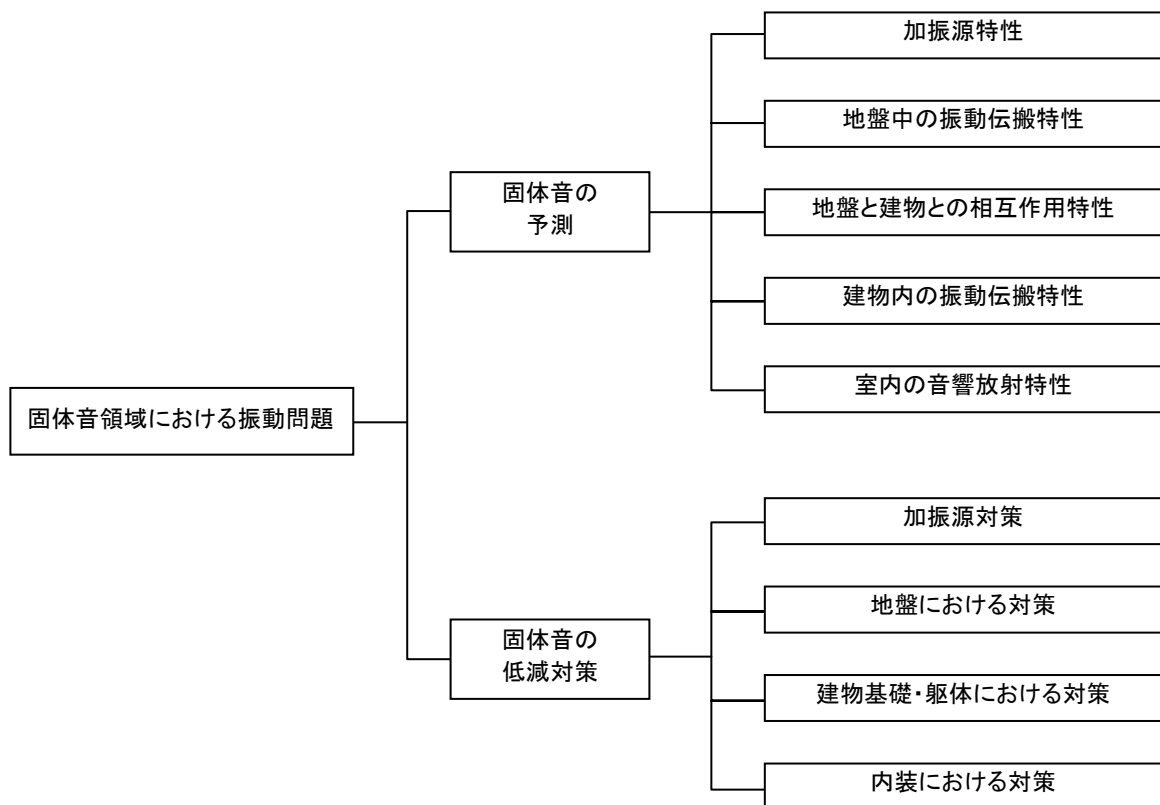 固体音領域における振動問題
固体音の
予測
加振源特性
地盤中の振動伝搬特性
地盤と建物との相互作用特性
建物内の振動伝搬特性
室内の音響放射特性
固体音の
低減対策
加振源対策
地盤における対策
建物基礎・躯体における対策
内装における対策